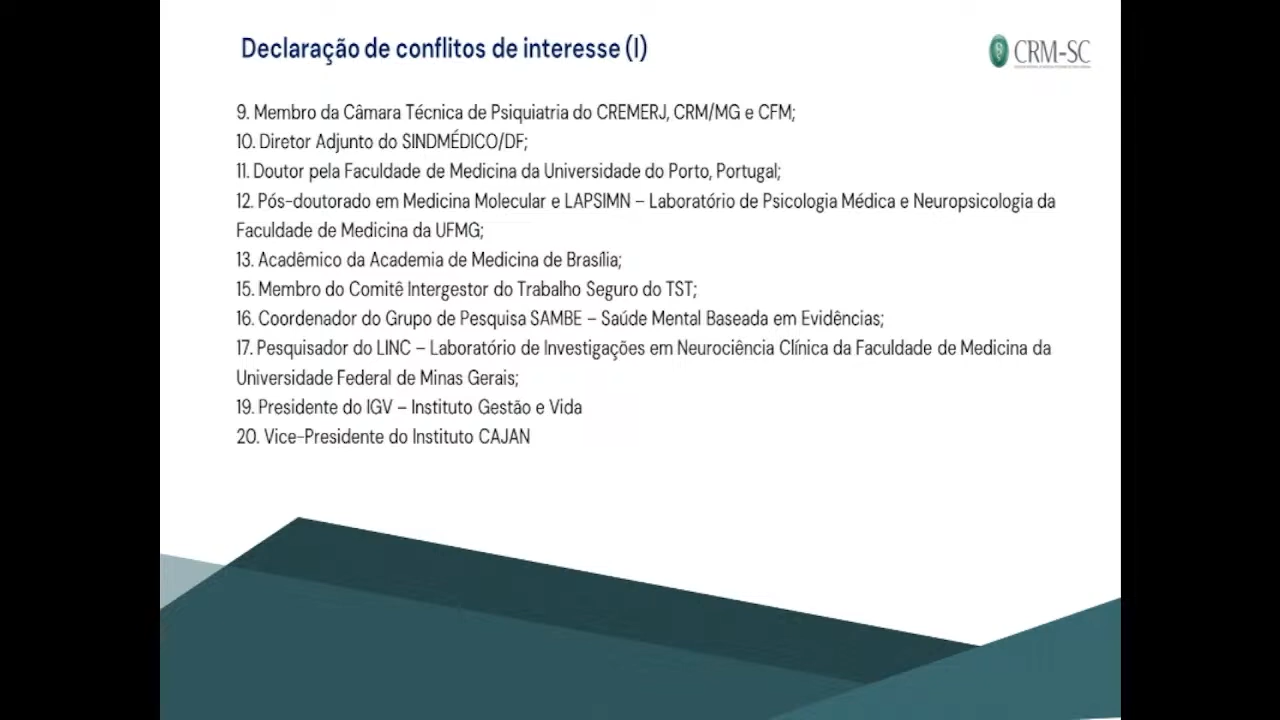 Declaração de conflitos de interesse (I)
CRM-SC
9. Membro da Câmara Técnica de Psiquiatria do CREMERJ, CRM/MG e CFM;
10. Diretor Adjunto do SINDMÉDICO/DF;
11. Doutor pela Faculdade de Medicina da Universidade do Porto, Portugal;
12. Pós-doutorado em Medicina Molecular e LAPSIMN – Laboratório de Psicologia Médica e Neuropsicologia da
Faculdade de Medicina da UFMG;
13. Acadêmico da Academia de Medicina de Brasília;
15. Membro do Comitê Intergestor do Trabalho Seguro do TST;
16. Coordenador do Grupo de Pesquisa SAMBE – Saúde Mental Baseada em Evidências;
17. Pesquisador do LINC – Laboratório de Investigações em Neurociência Clínica da Faculdade de Medicina da
Universidade Federal de Minas Gerais;
19. Presidente do IGV – Instituto Gestão e Vida
20. Vice-Presidente do Instituto CAJAN